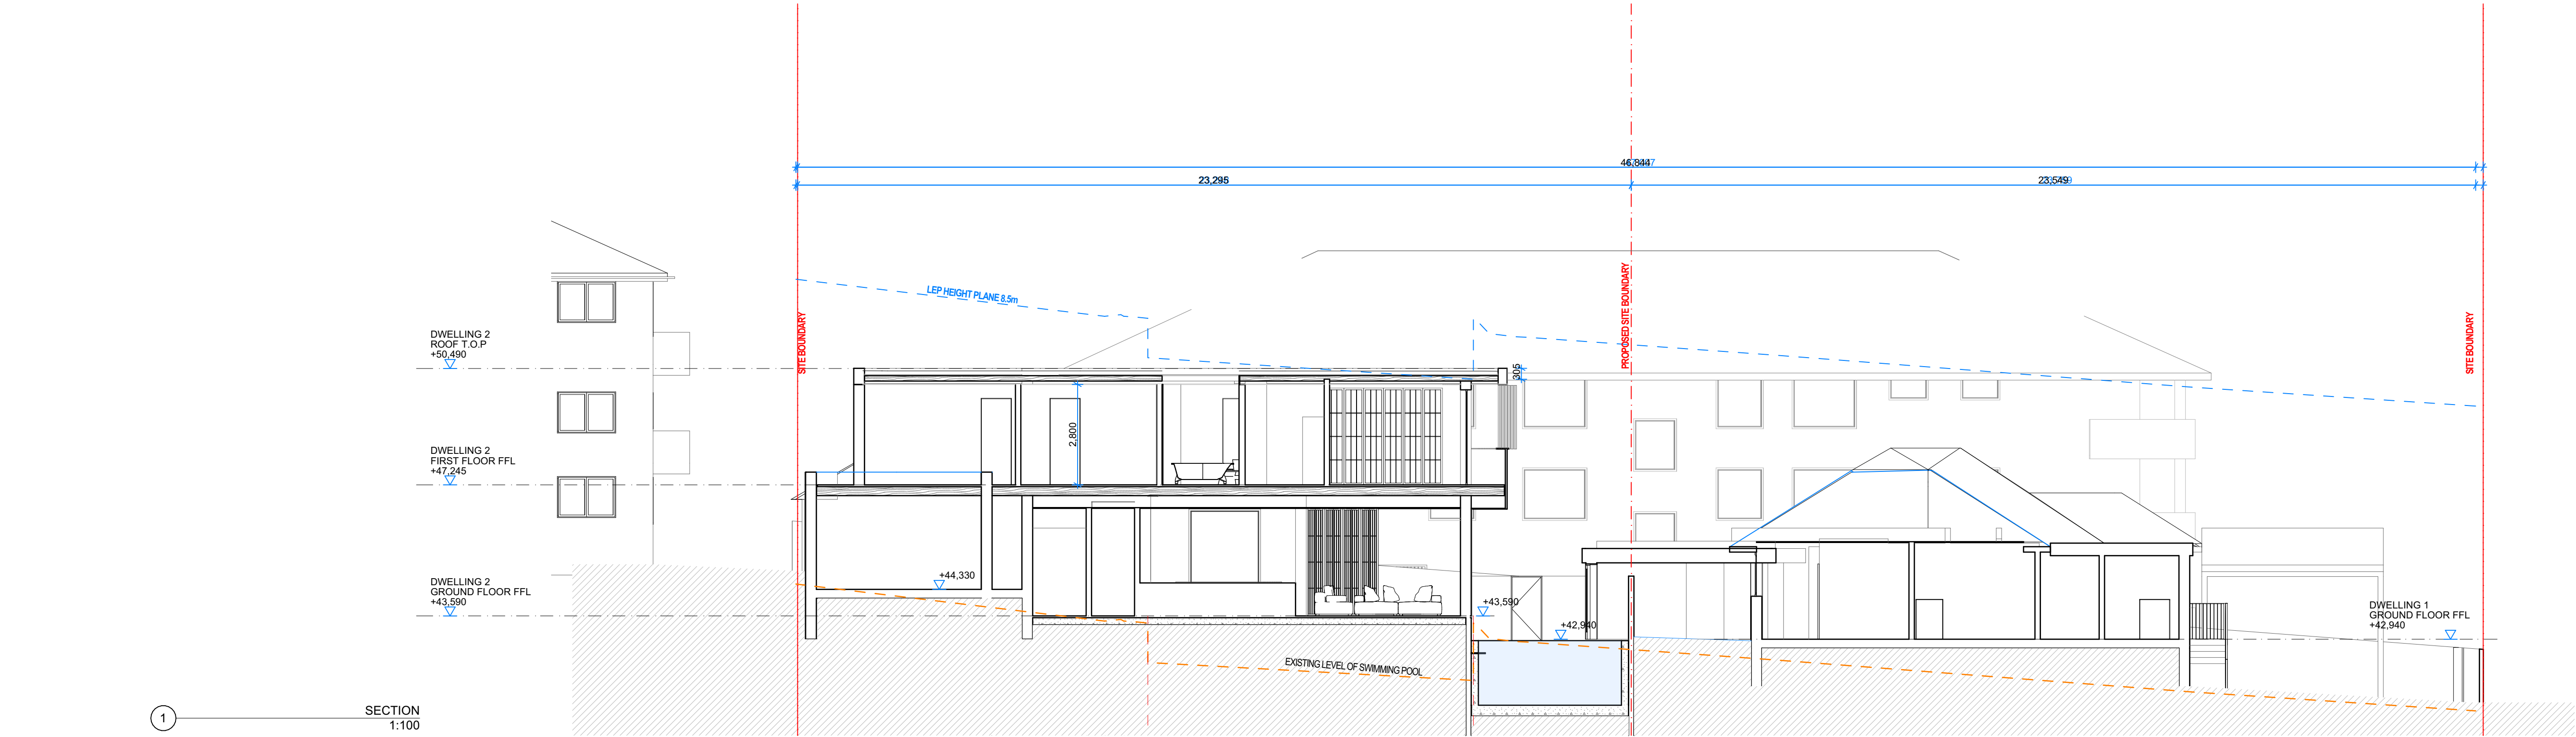 46,844
23,295
23,549
LEP HEIGHT PLANE 8.5m
SITE BOUNDARY
PROPOSED SITE BOUNDARY
SITE BOUNDARY
DWELLING 2
ROOF T.O.P
+50,490
305
2,800
DWELLING 2
FIRST FLOOR FFL
+47,245
+44,330
DWELLING 2
GROUND FLOOR FFL
+43,590
+43,590
+42,940
DWELLING 1
GROUND FLOOR FFL
+42,940
EXISTING LEVEL OF SWIMMING POOL
1
SECTION
1:100